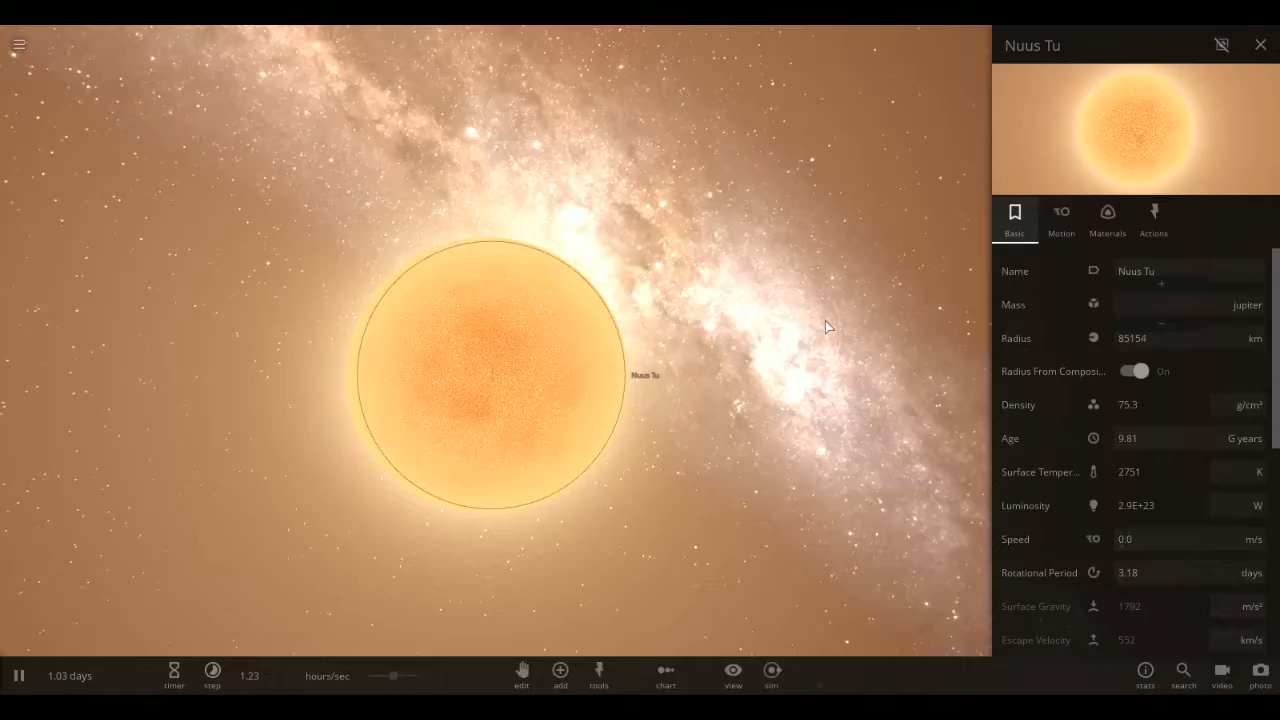 Nuus Tu
Basic
Motion
Materials
Actions
Name Nuus Tu
Mass jupiter
Radius 85154 km
Radius From Composi... On
Density 75.3 g/cm³
Age 9.81 G years
Surface Temper... 2751 K
Luminosity 2.9E+23 W
Speed 0.0 m/s
Rotational Period 3.18 days
Surface Gravity 1792 m/s²
Escape Velocity 552 km/s
Nuus Tu
1.03 days
timer
step
1.23 hours/sec
edit
add
tools
chart
view
sim
stats
search
video
photo